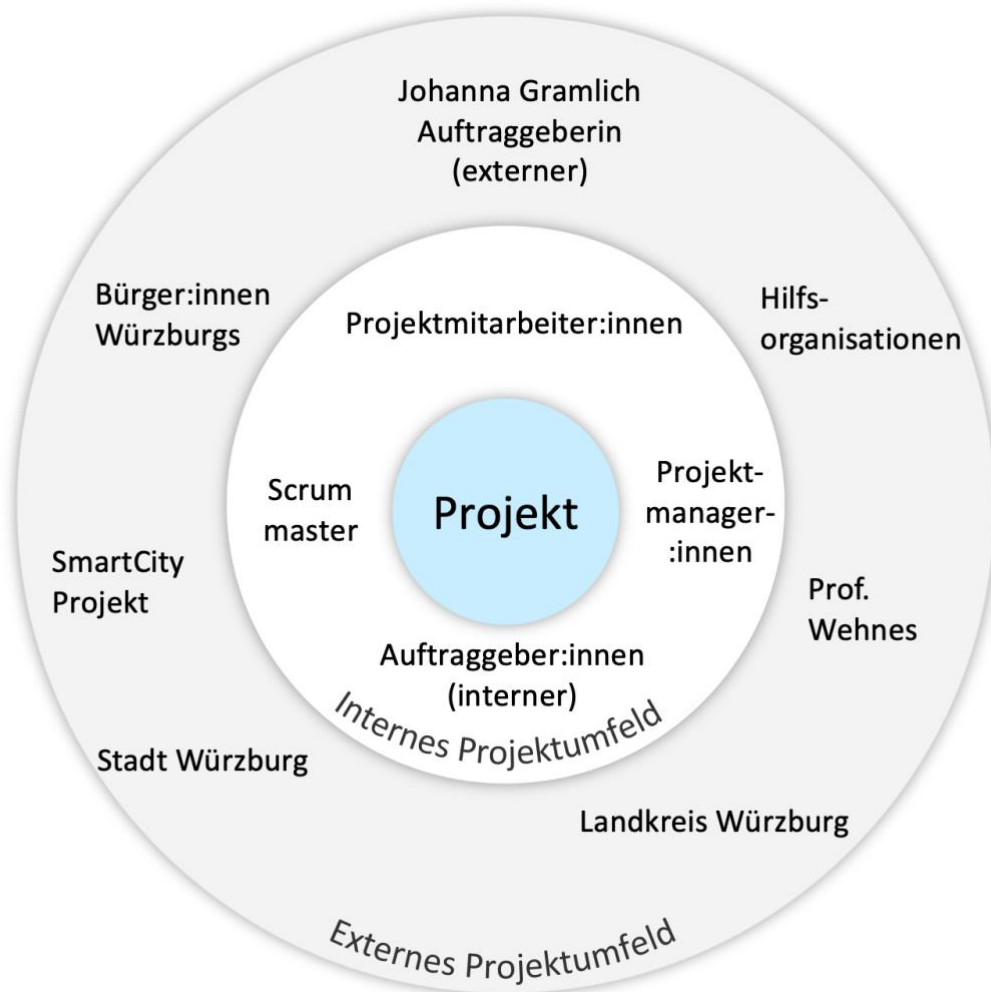 Johanna Gramlich
Auftraggeberin
(externer)
Bürger:innen
Würzburgs
Projektmitarbeiter:innen
Hilfs-
organisationen
Scrum
master
Projekt
Projekt-
manager-
:innen
SmartCity
Projekt
Prof.
Wehnes
Auftraggeber:innen
(interner)
Internes Projektumfeld
Stadt Würzburg
Landkreis Würzburg
Externes Projektumfeld